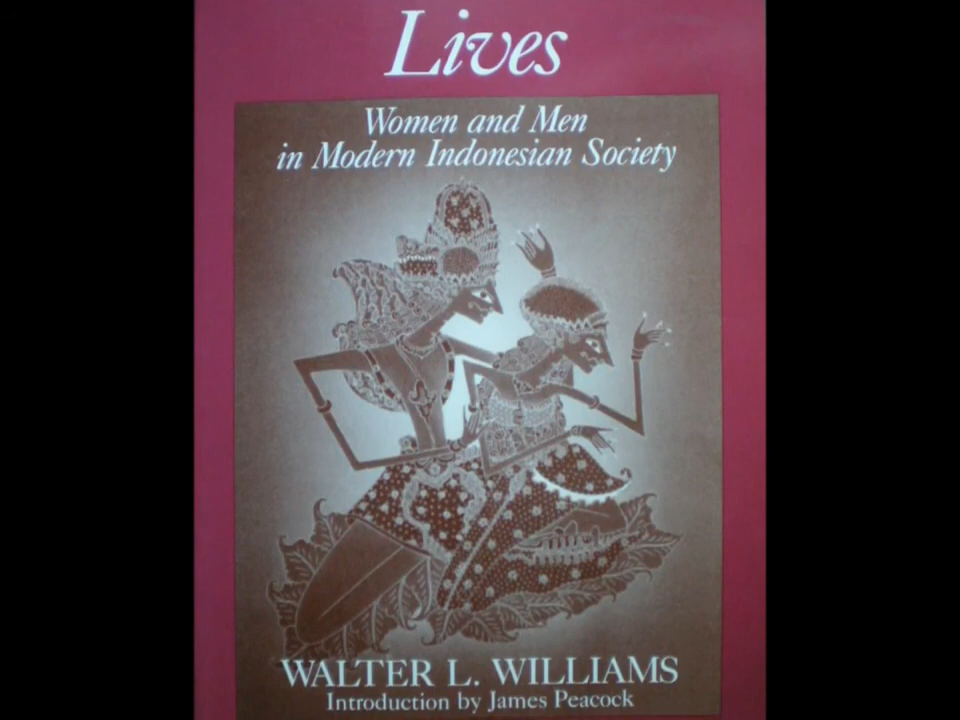 Lives
Women and Men
in Modern Indonesian Society
WALTER L. WILLIAMS
Introduction by James Peacock